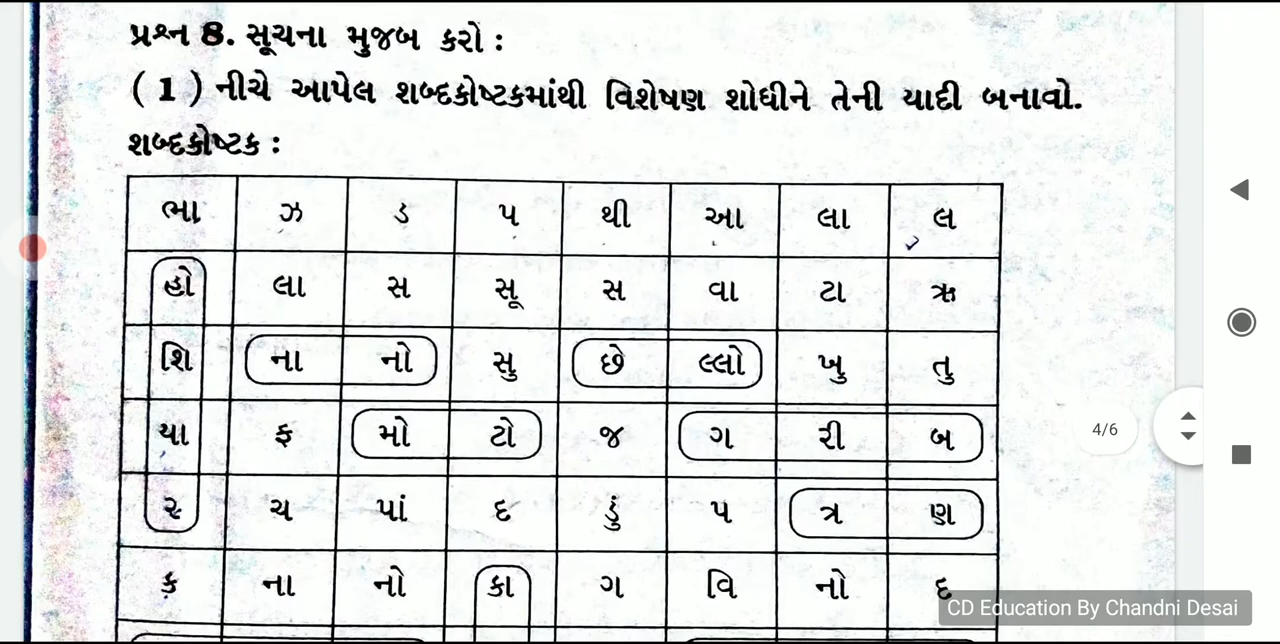 પ્રશ્ન 8. સૂચના મુજબ કરો :
( 1 ) નીચે આપેલ શબ્દકોષ્ટકમાંથી વિશેષણ શોધીને તેની યાદી બનાવો.
શબ્દકોષ્ટક :
ભા ઝ ડ પ થી આ લા લ
હો લા સ સૂ સ વા ટા ઋ
શિ ના નો સુ છે લ્લો ખુ તુ
યા ફ મો ટો જ ગ રી બ
ર ચ પાં દ ડું પ ત્ર ણ
ક ના નો કા ગ વિ નો દ
4/6
CD Education By Chandni Desai